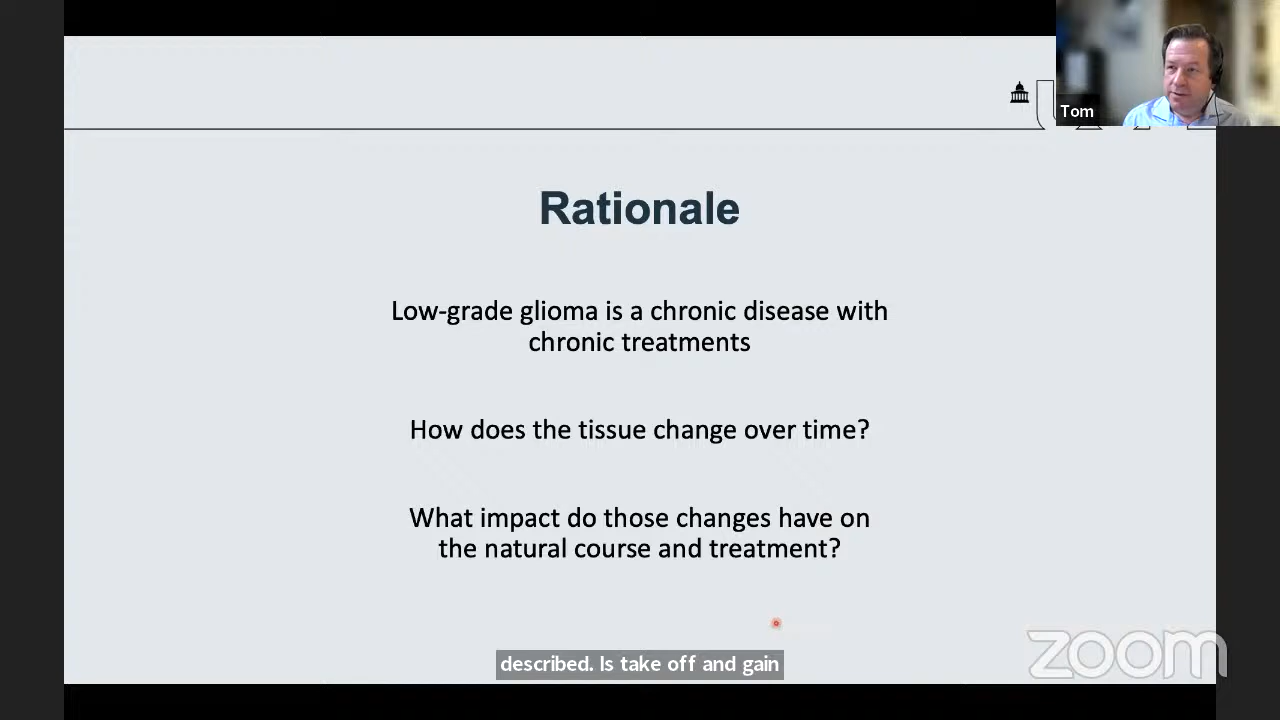 Tom
Rationale
Low-grade glioma is a chronic disease with
chronic treatments
How does the tissue change over time?
What impact do those changes have on
the natural course and treatment?
described. Is take off and gain
zoom